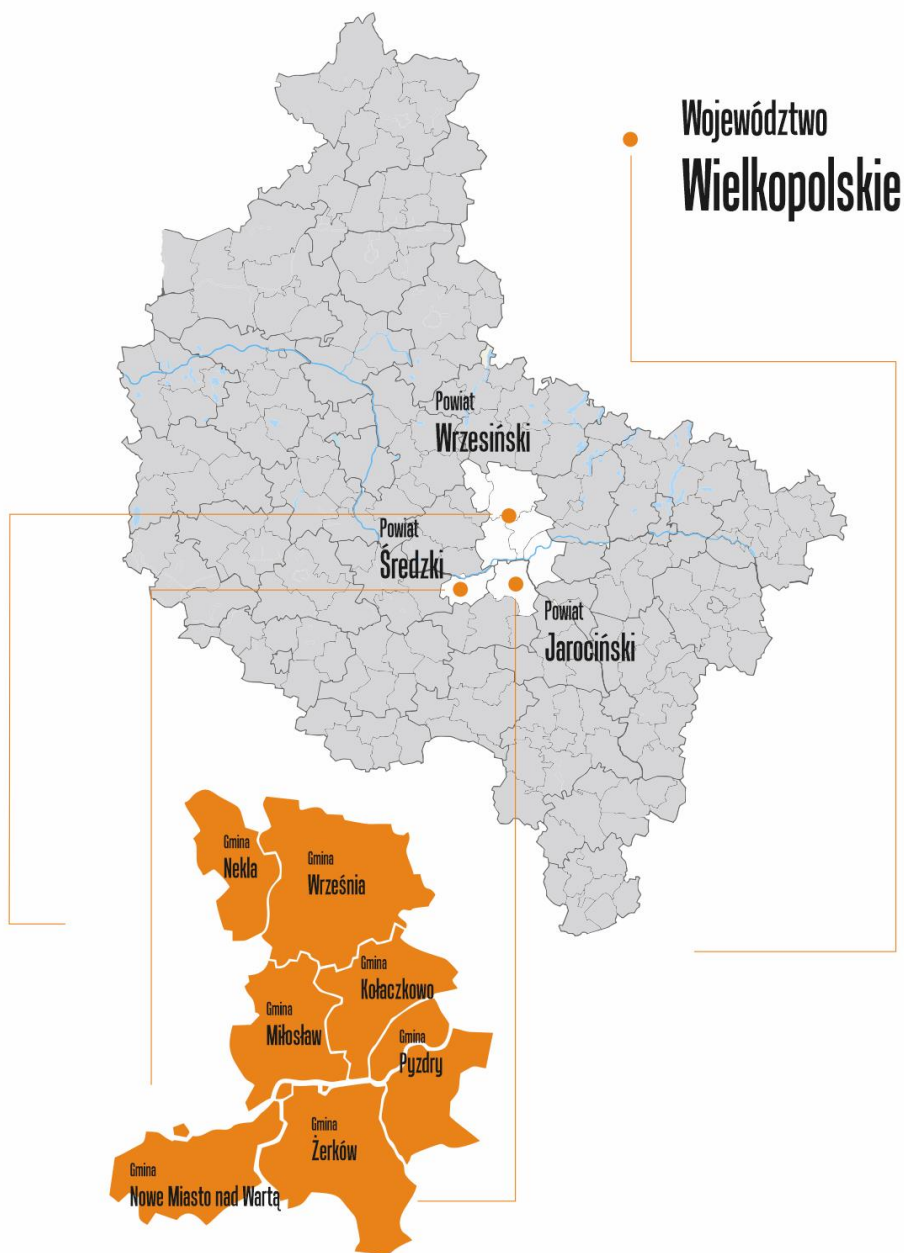 Województwo
Wielkopolskie
Powiat
Wrzesiński
Powiat
Średzki
Powiat
Jarociński
Gmina
Nekla
Gmina
Września
Gmina
Kołaczkowo
Gmina
Miłosław
Gmina
Pyzdry
Gmina
Żerków
Gmina
Nowe Miasto nad Wartą